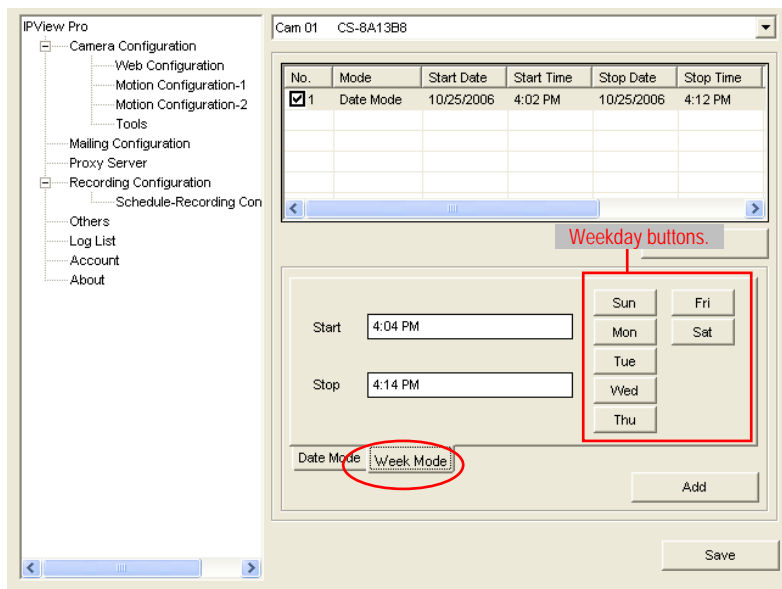 IPView Pro
Camera Configuration
Web Configuration
Motion Configuration-1
Motion Configuration-2
Tools
Mailing Configuration
Proxy Server
Recording Configuration
Schedule-Recording Con
Others
Log List
Account
About
Cam 01 CS-8A13B8
No. Mode Start Date Start Time Stop Date Stop Time
1 Date Mode 10/25/2006 4:02 PM 10/25/2006 4:12 PM
Weekday buttons.
Start 4:04 PM
Stop 4:14 PM
Sun Fri
Mon Sat
Tue
Wed
Thu
Date Mode Week Mode
Add
Save